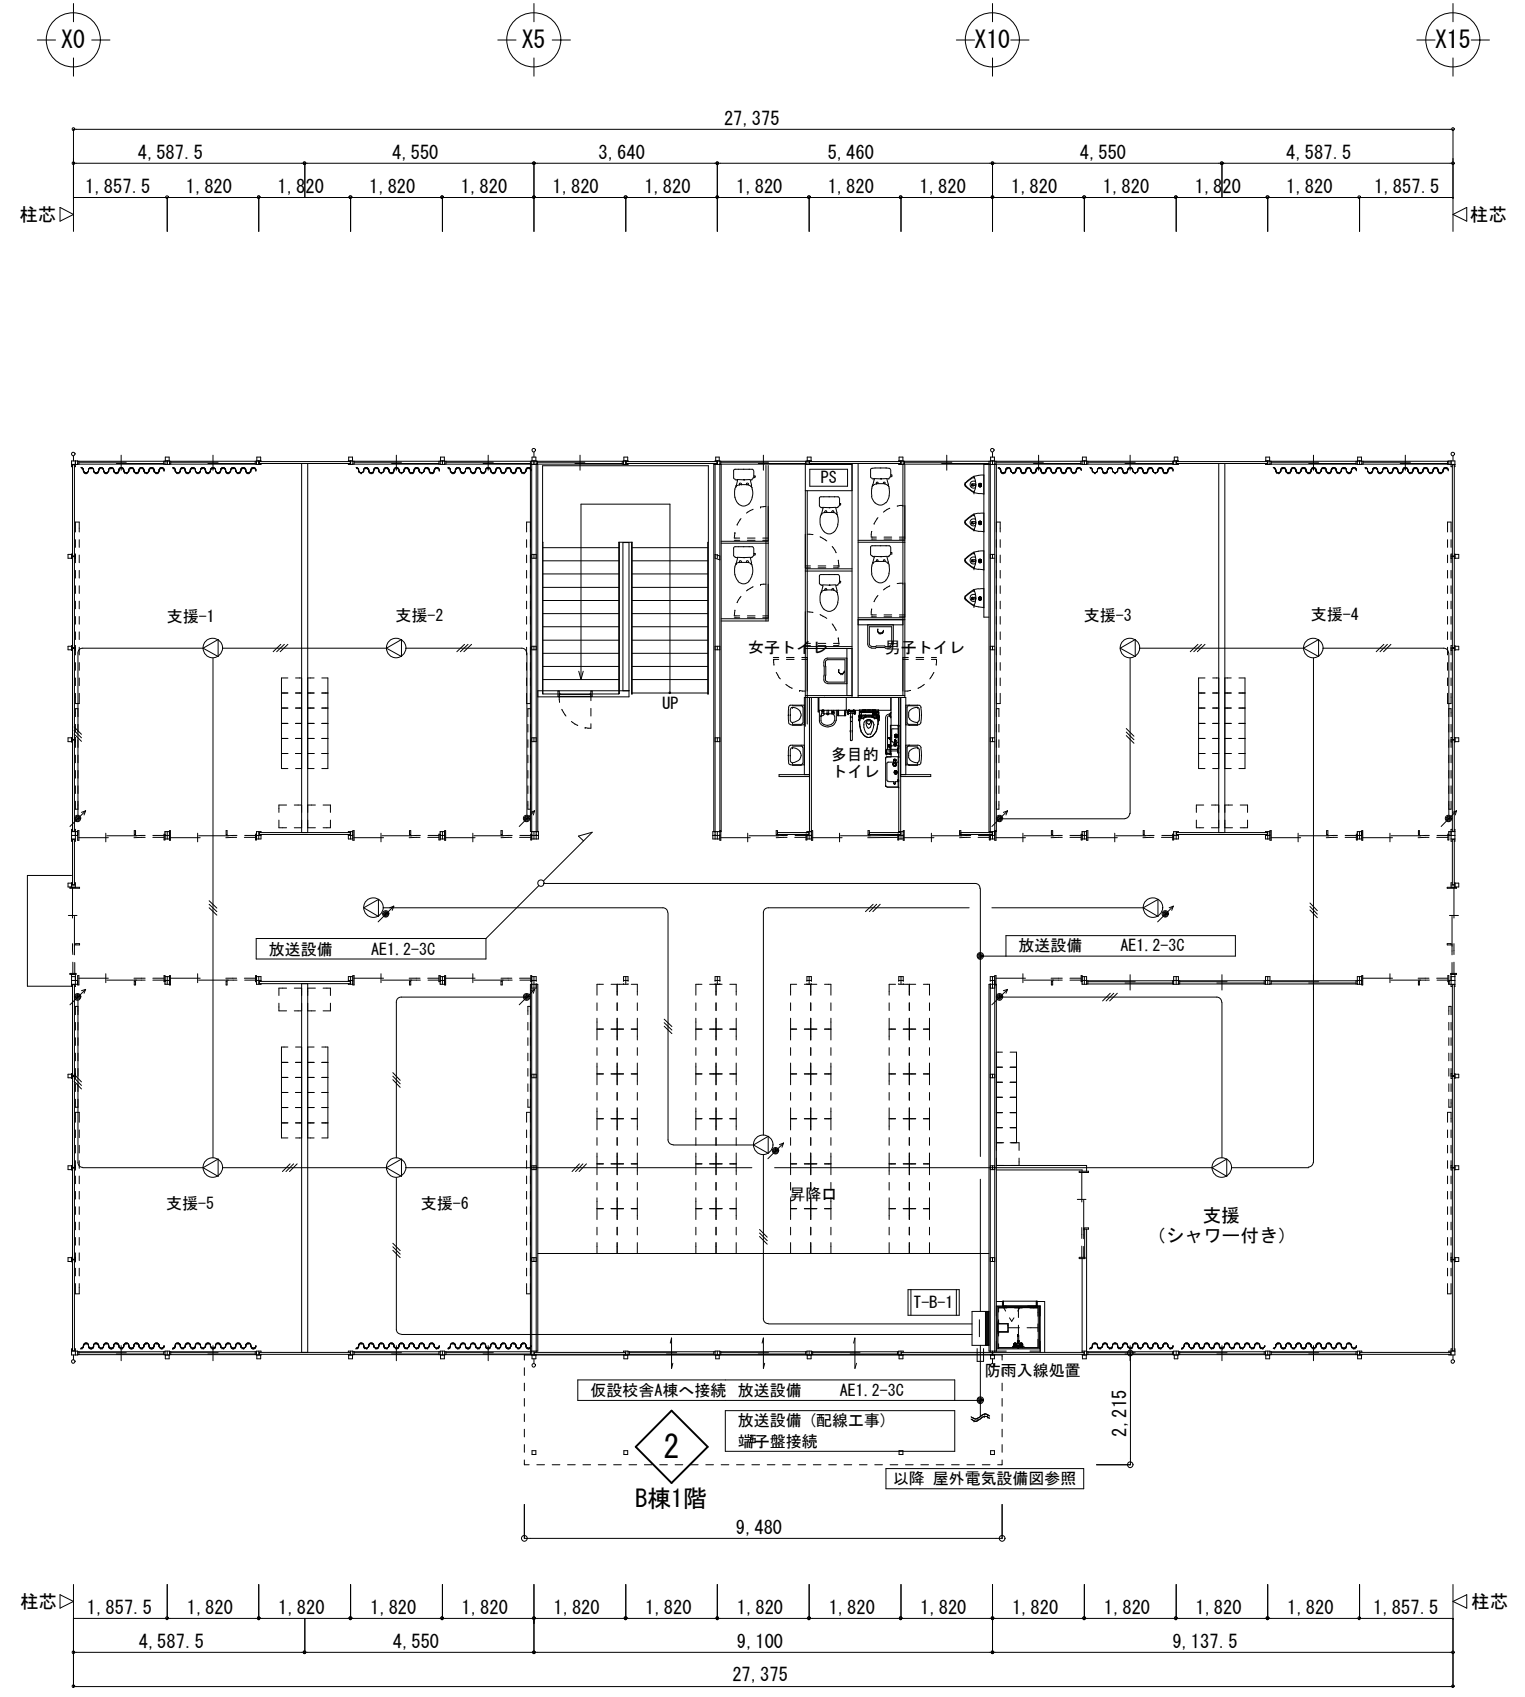 X0 X5 X10 X15
27,375
4,587.5 4,550 3,640 5,460 4,550 4,587.5
1,857.5 1,820 1,820 1,820 1,820 1,820 1,820 1,820 1,820 1,820 1,820 1,820 1,820 1,820 1,857.5
柱芯 柱芯
PS
支援-1 支援-2 支援-3 支援-4
女子トイレ 男子トイレ
UP
多目的
トイレ
放送設備 AE1.2-3C
放送設備 AE1.2-3C
昇降口
支援-5 支援-6
支援
(シャワー付き)
T-B-1
防雨入線処置
仮設校舎A棟へ接続 放送設備 AE1.2-3C
放送設備(配線工事)
端子盤接続
2,215
2
以降 屋外電気設備図参照
B棟1階
9,480
柱芯 柱芯
1,857.5 1,820 1,820 1,820 1,820 1,820 1,820 1,820 1,820 1,820 1,820 1,820 1,820 1,820 1,857.5
4,587.5 4,550 9,100 9,137.5
27,375